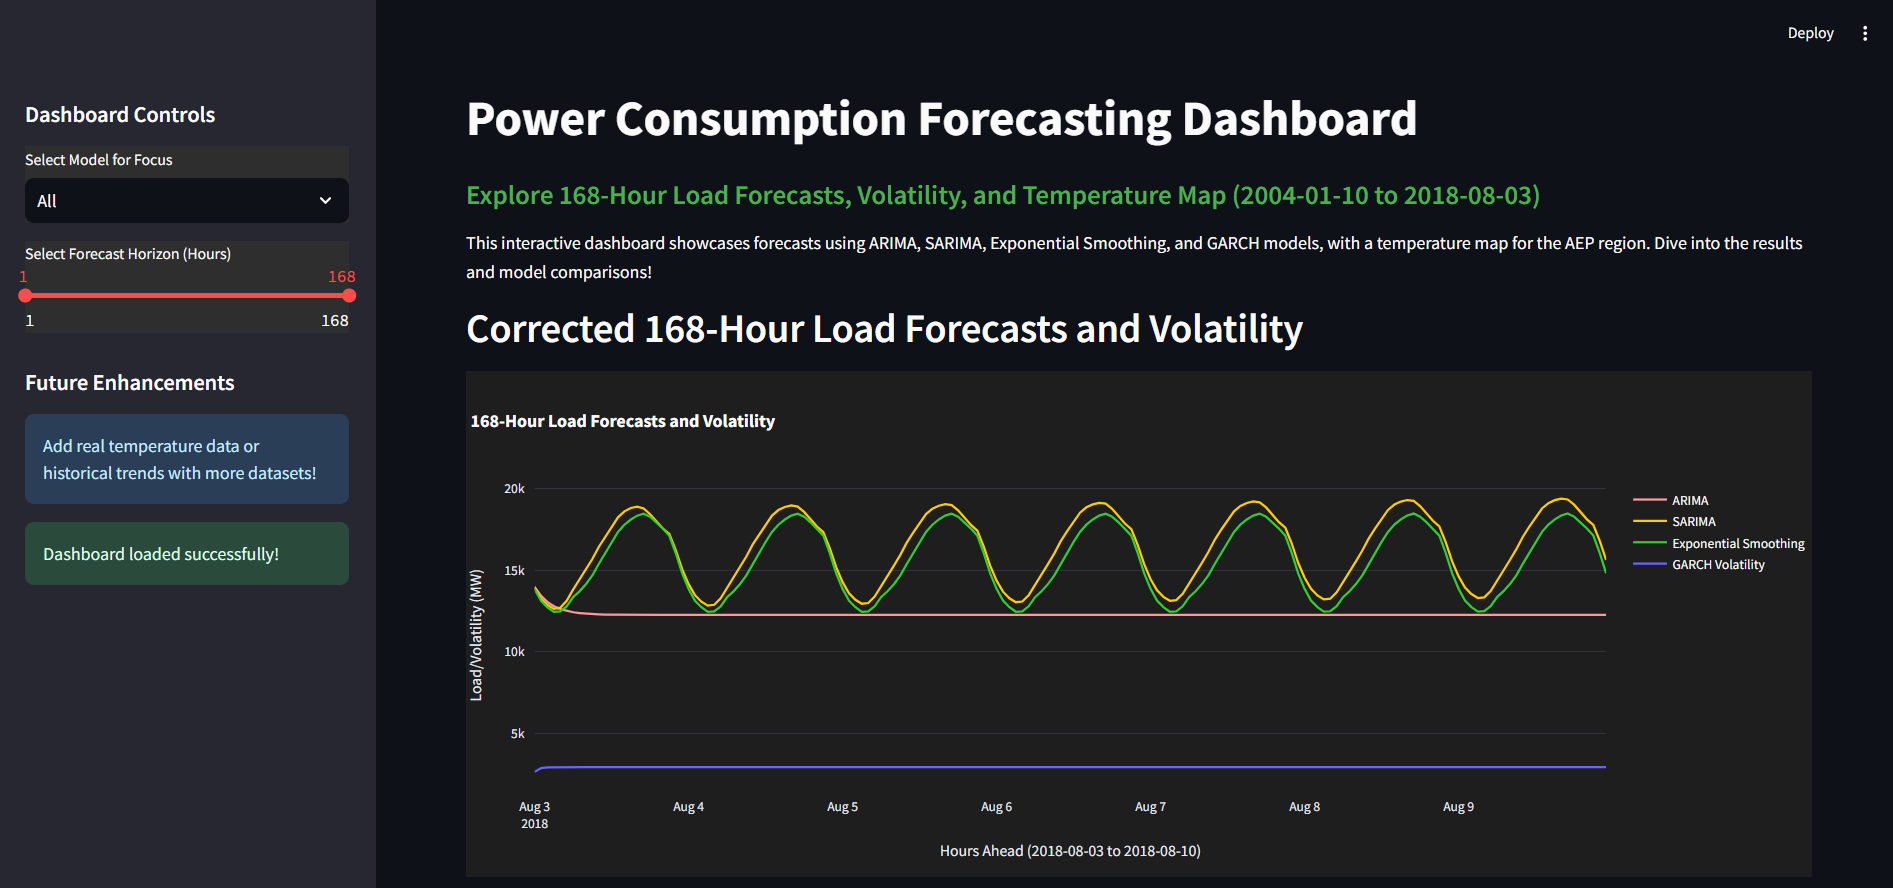 Deploy
Dashboard Controls
Select Model for Focus
All
Select Forecast Horizon (Hours)
1 168
1 168
Future Enhancements
Add real temperature data or
historical trends with more datasets!
Dashboard loaded successfully!
Power Consumption Forecasting Dashboard
Explore 168-Hour Load Forecasts, Volatility, and Temperature Map (2004-01-10 to 2018-08-03)
This interactive dashboard showcases forecasts using ARIMA, SARIMA, Exponential Smoothing, and GARCH models, with a temperature map for the AEP region. Dive into the results
and model comparisons!
Corrected 168-Hour Load Forecasts and Volatility
168-Hour Load Forecasts and Volatility
20k
15k
10k
5k
Load/Volatility (MW)
Aug 3 Aug 4 Aug 5 Aug 6 Aug 7 Aug 8 Aug 9
2018
Hours Ahead (2018-08-03 to 2018-08-10)
ARIMA
SARIMA
Exponential Smoothing
GARCH Volatility